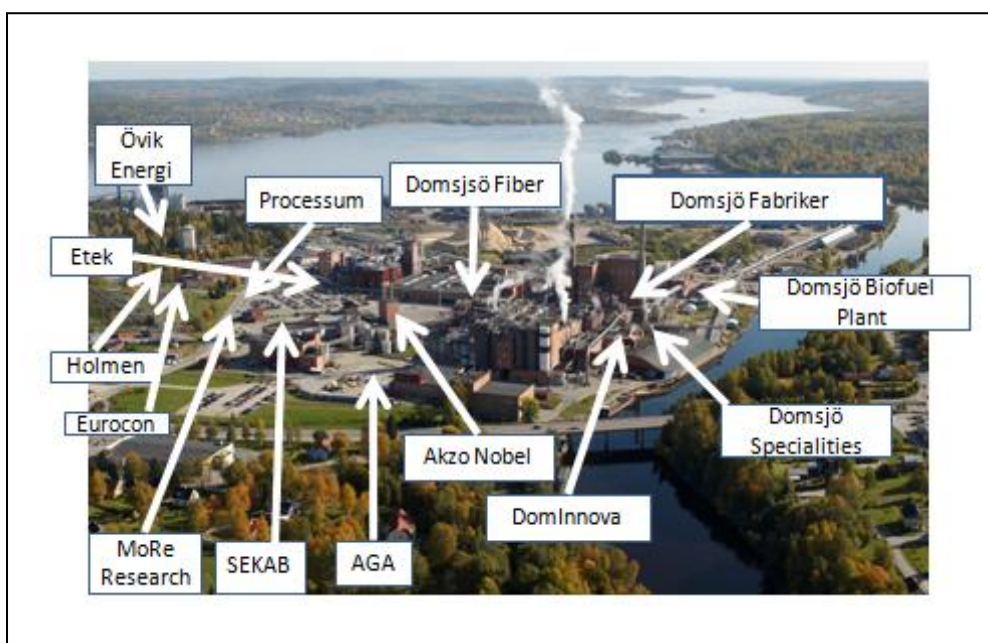 Övik
Energi
Processum
Domsjsö Fiber
Domsjö Fabriker
Etek
Domsjö Biofuel
Plant
Holmen
Eurocon
Akzo Nobel
Domsjö
Specialities
DomInnova
MoRe
Research
SEKAB
AGA